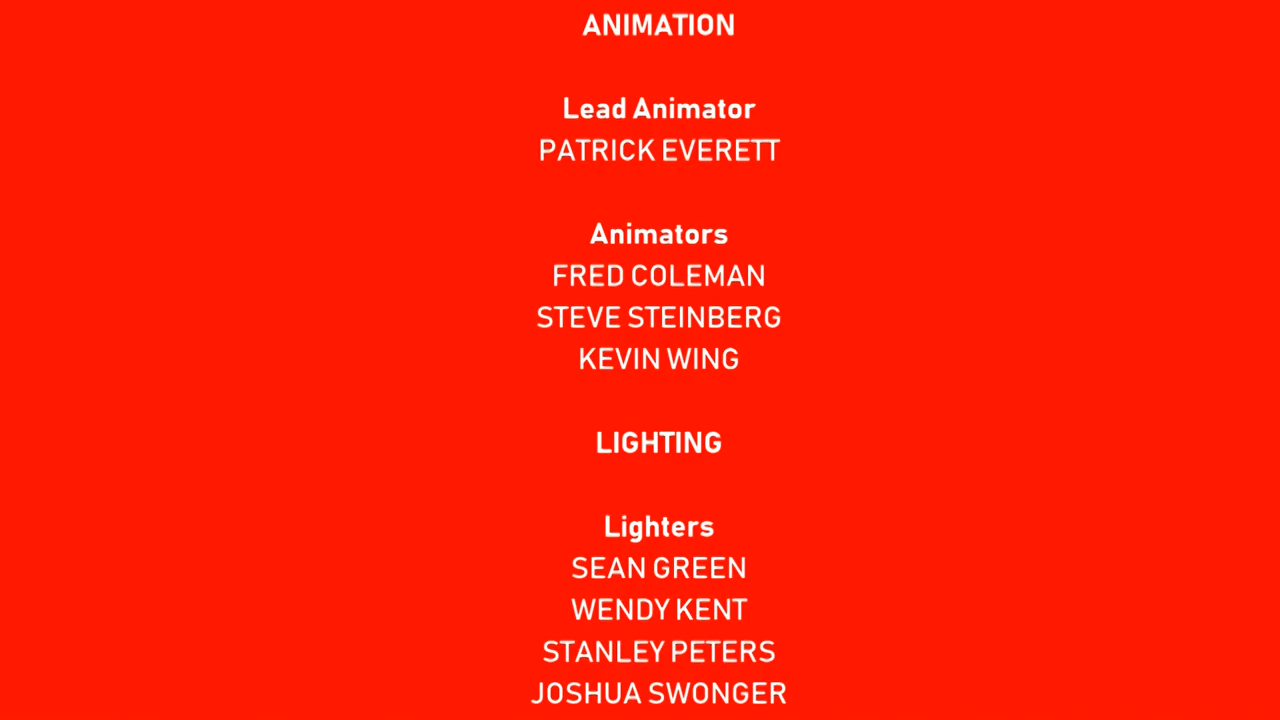 ANIMATION
Lead Animator
PATRICK EVERETT
Animators
FRED COLEMAN
STEVE STEINBERG
KEVIN WING
LIGHTING
Lighters
SEAN GREEN
WENDY KENT
STANLEY PETERS
JOSHUA SWONGER